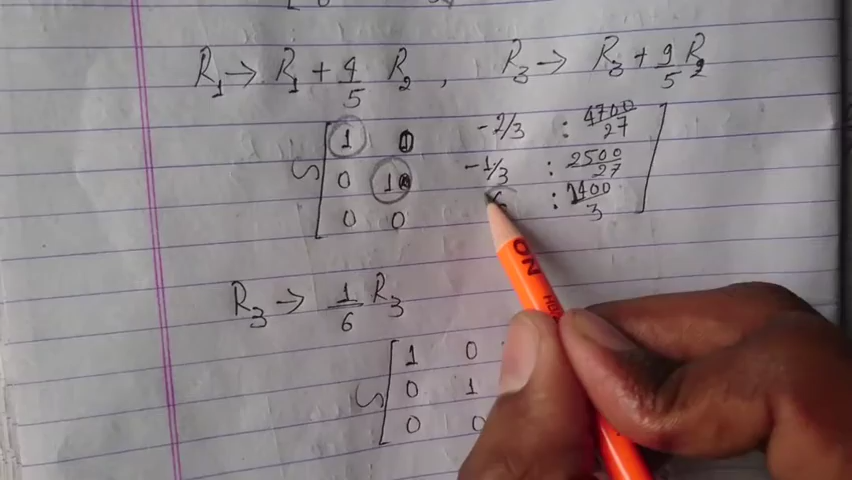 R₁ → R₁ + 4/5 R₂ , R₃ → R₃ + 9/5 R₂
~ [ 1 0 -2/3 : 4700/27
0 1 -1/3 : 2500/27
0 0 6 : 1400/3 ]
R₃ → 1/6 R₃
~ [ 1 0
0 1
0 0
ON